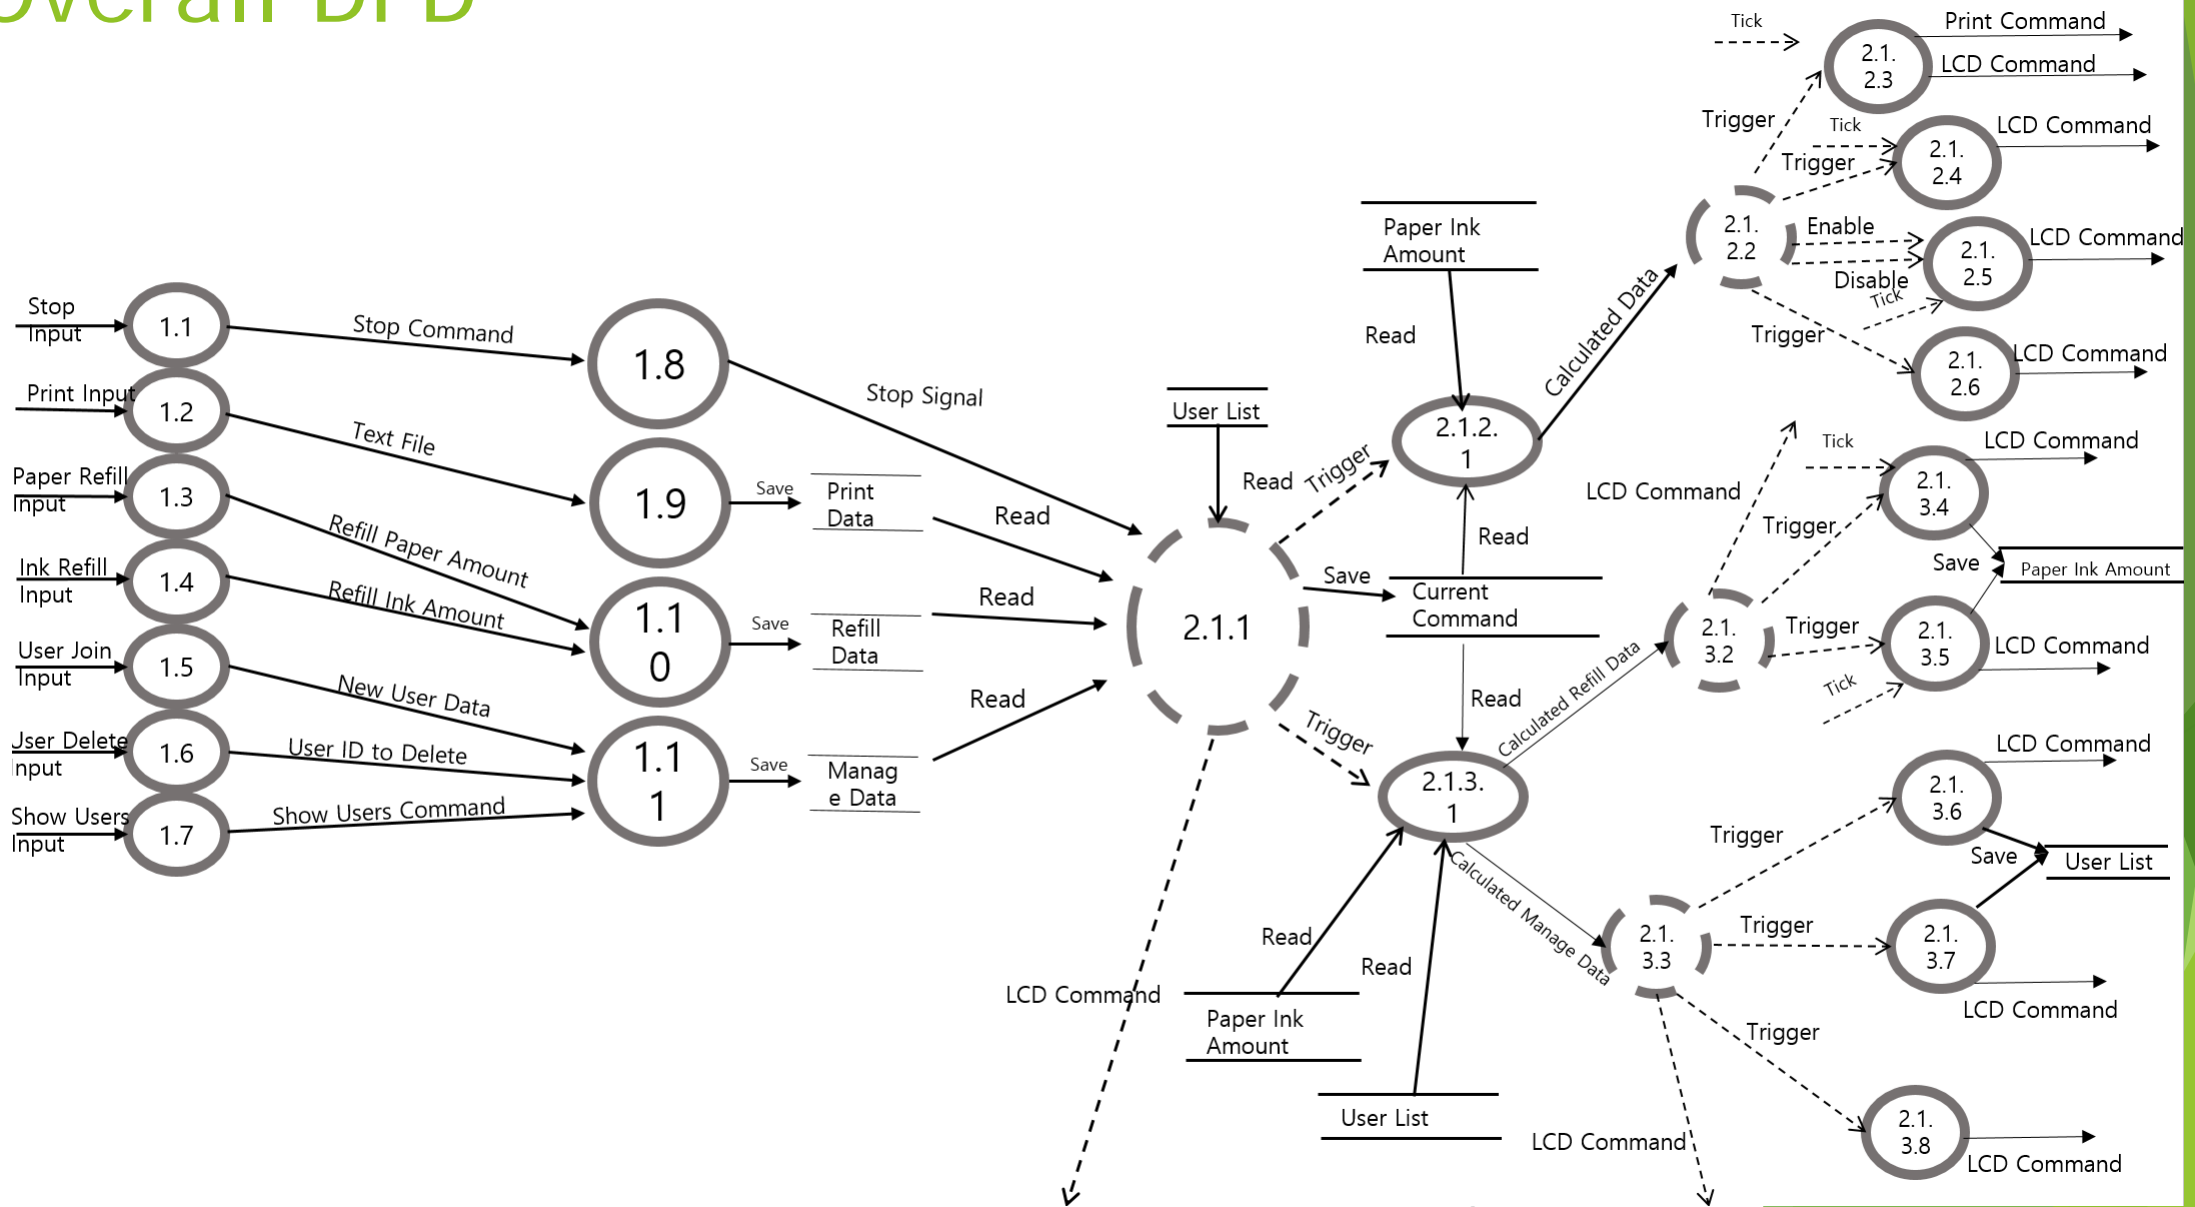 Overall DFD
Stop
Input
1.1
Stop Command
Print Input
1.2
Text File
Paper Refill
Input
1.3
Refill Paper Amount
Ink Refill
Input
1.4
Refill Ink Amount
User Join
Input
1.5
New User Data
User Delete
Input
1.6
User ID to Delete
Show Users
Input
1.7
Show Users Command
1.8
Stop Signal
1.9
Save
Print
Data
Read
1.1
0
Save
Refill
Data
Read
1.1
1
Save
Manag
e Data
Read
User List
Read
2.1.1
Trigger
Save
Current
Command
Trigger
LCD Command
Paper Ink
Amount
Read
2.1.2.
1
Read
Calculated Data
Read
2.1.3.
1
Calculated Refill Data
Calculated Manage Data
Read
Paper Ink
Amount
Read
User List
2.1.
2.2
Tick
Trigger
2.1.
2.3
Print Command
LCD Command
Tick
Trigger
2.1.
2.4
LCD Command
Enable
Disable
Tick
2.1.
2.5
LCD Command
Trigger
2.1.
2.6
LCD Command
2.1.
3.2
LCD Command
Tick
Trigger
2.1.
3.4
LCD Command
Save
Paper Ink Amount
Trigger
Tick
2.1.
3.5
LCD Command
2.1.
3.3
Trigger
2.1.
3.6
LCD Command
Save
User List
Trigger
2.1.
3.7
LCD Command
Trigger
LCD Command
2.1.
3.8
LCD Command